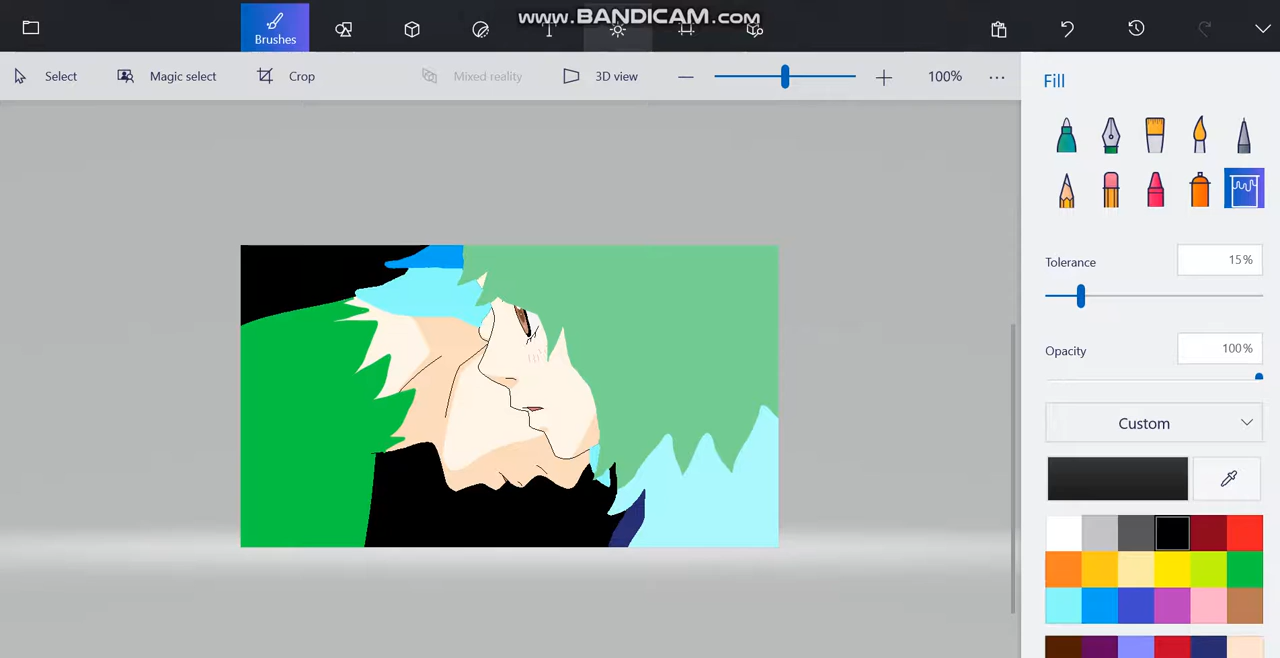 www.BANDICAM.com
Brushes
T
Select
Magic select
Crop
Mixed reality
3D view
100%
Fill
Tolerance
15%
Opacity
100%
Custom